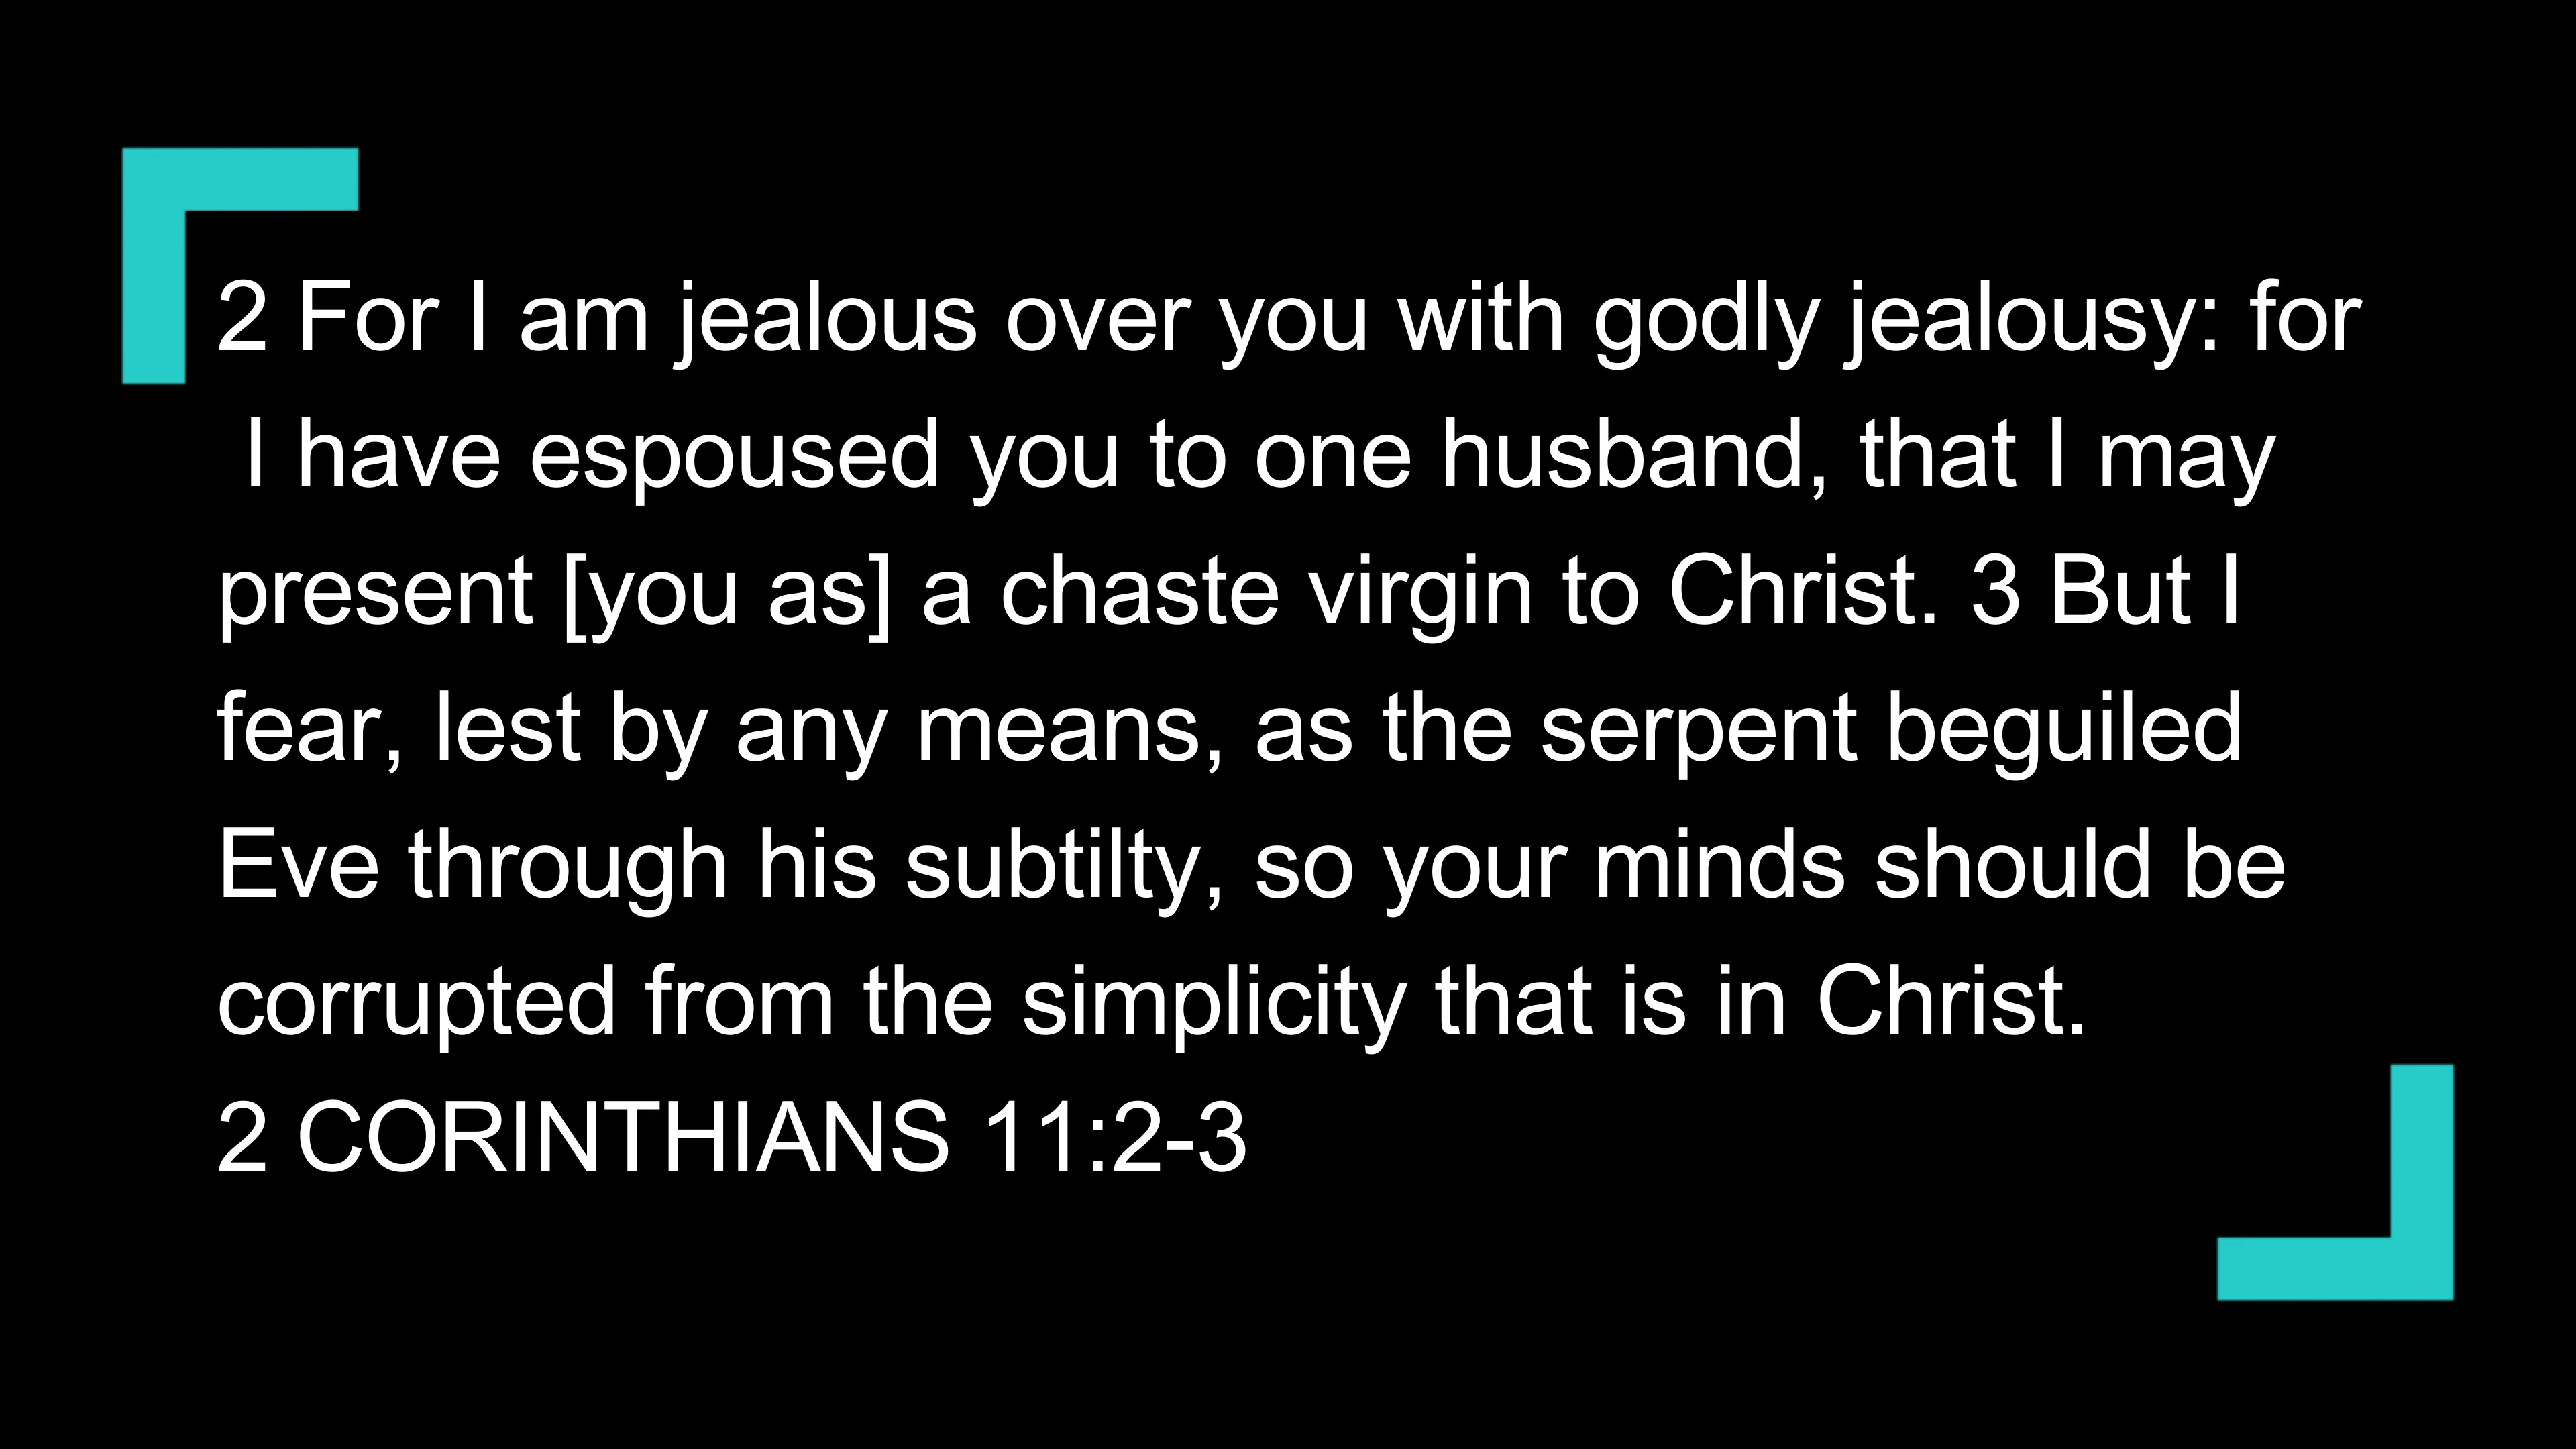 2 For I am jealous over you with godly jealousy: for
I have espoused you to one husband, that I may
present [you as] a chaste virgin to Christ. 3 But I
fear, lest by any means, as the serpent beguiled
Eve through his subtilty, so your minds should be
corrupted from the simplicity that is in Christ.
2 CORINTHIANS 11:2-3